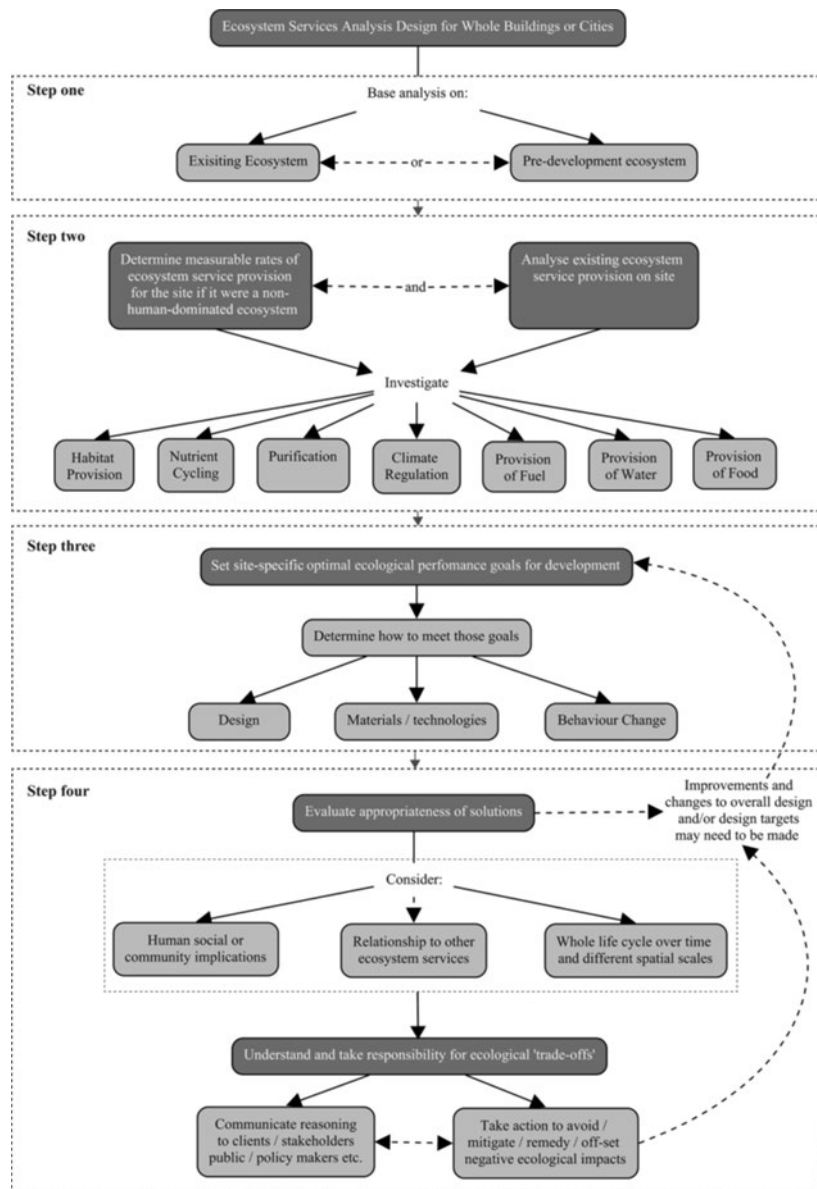 Ecosystem Services Analysis Design for Whole Buildings or Cities
Step one
Base analysis on:
Exisiting Ecosystem
or
Pre-development ecosystem
Step two
Determine measurable rates of
ecosystem service provision
for the site if it were a non-
human-dominated ecosystem
and
Analyse existing ecosystem
service provision on site
Investigate
Habitat
Provision
Nutrient
Cycling
Purification
Climate
Regulation
Provision
of Fuel
Provision
of Water
Provision
of Food
Step three
Set site-specific optimal ecological perfomance goals for development
Determine how to meet those goals
Design
Materials / technologies
Behaviour Change
Step four
Evaluate appropriateness of solutions
Improvements and
changes to overall design
and/or design targets
may need to be made
Consider:
Human social or
community implications
Relationship to other
ecosystem services
Whole life cycle over time
and different spatial scales
Understand and take responsibility for ecological 'trade-offs'
Communicate reasoning
to clients / stakeholders
public / policy makers etc.
Take action to avoid /
mitigate / remedy / off-set
negative ecological impacts